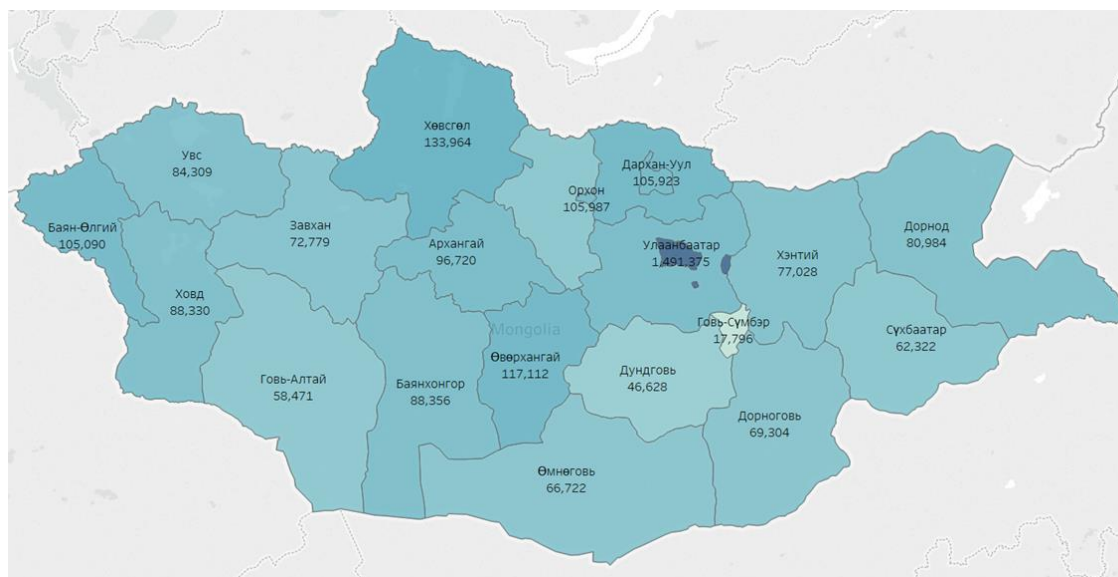 Хөвсгөл
133,964
Увс
84,309
Дархан-Уул
105,923
Орхон
105,987
Баян-Өлгий
105,090
Завхан
72,779
Архангай
96,720
Улаанбаатар
1,491,375
Хэнтий
77,028
Дорнод
80,984
Ховд
88,330
Говь-Сүмбэр
17,796
Сүхбаатар
62,322
Mongolia
Өвөрхангай
117,112
Говь-Алтай
58,471
Баянхонгор
88,356
Дундговь
46,628
Дорноговь
69,304
Өмнөговь
66,722